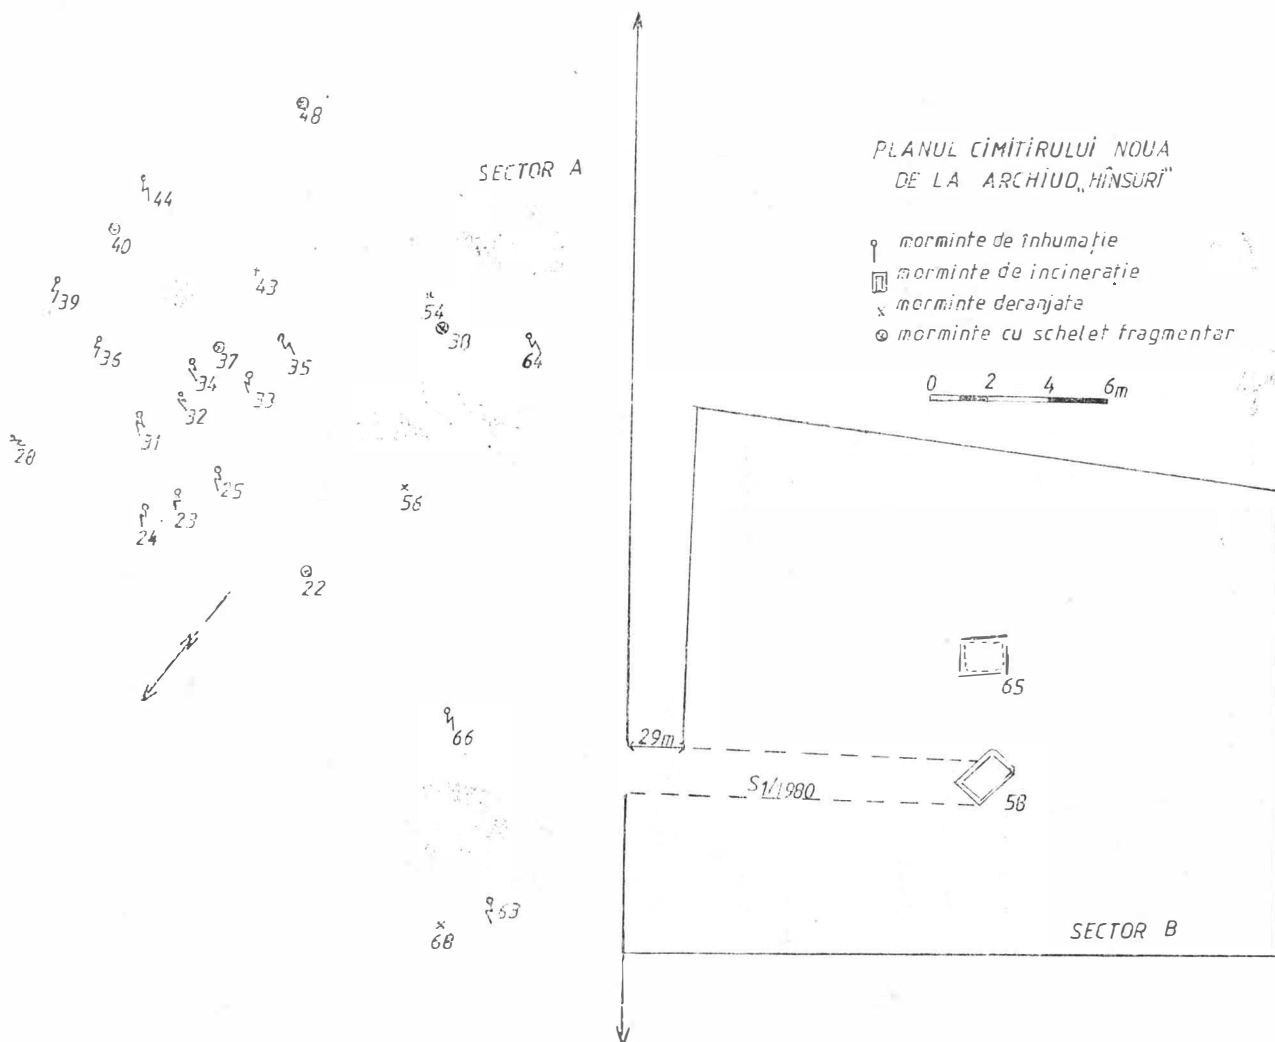 PLANUL CIMITIRULUI NOUA
DE LA ARCHIUD „HÎNSURI"
morminte de înhumație
morminte de incinerație
morminte deranjate
morminte cu schelet fragmentar
0 2 4 6m
SECTOR A
48
44
40
43
39
54
38
64
36
37
35
34
33
32
31
28
25
23
24
56
22
N
66
63
68
29m
S1/1980
65
58
SECTOR B